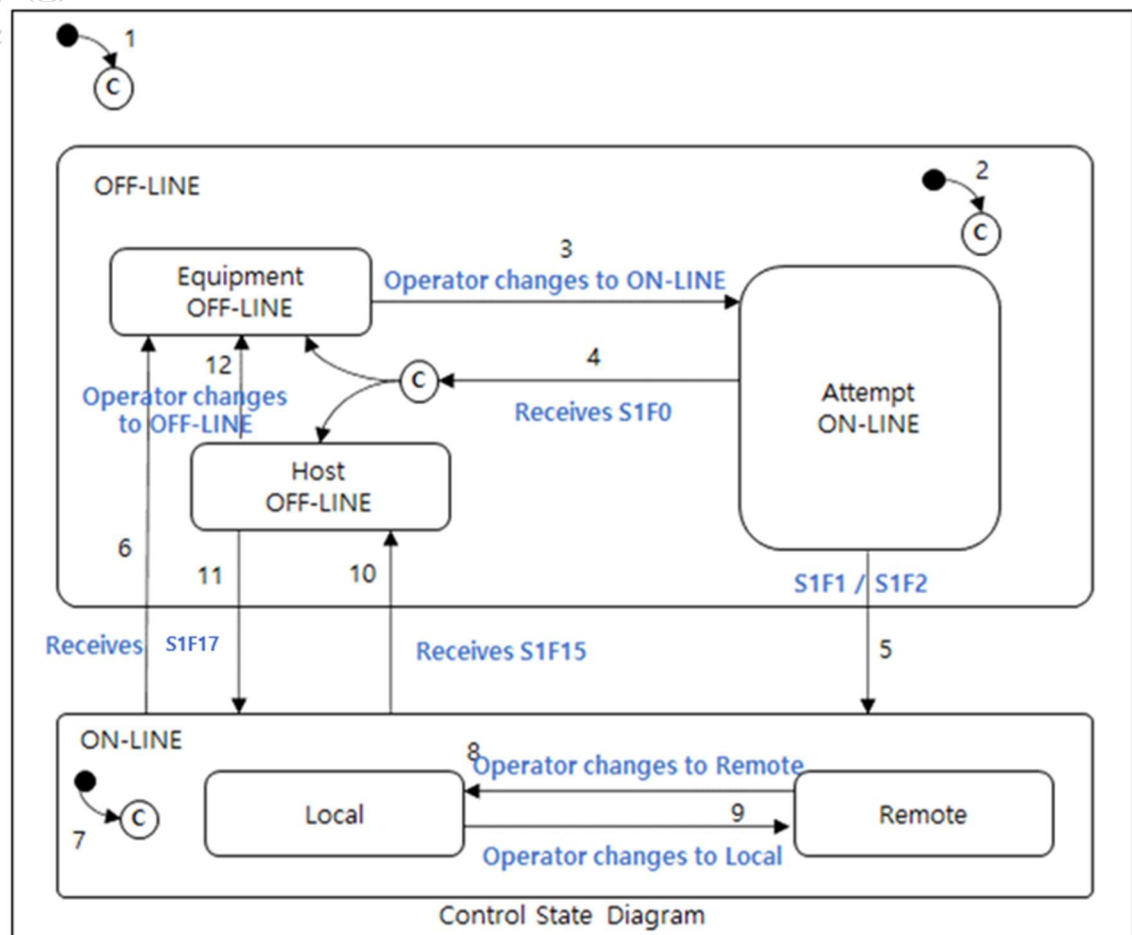 1
C
OFF-LINE
2
C
3
Equipment
OFF-LINE
Operator changes to ON-LINE
12
4
C
Attempt
ON-LINE
Operator changes
to OFF-LINE
Receives S1F0
Host
OFF-LINE
6
11
10
S1F1 / S1F2
Receives S1F17
Receives S1F15
5
ON-LINE
8
Operator changes to Remote
C
7
Local
9
Remote
Operator changes to Local
Control State Diagram